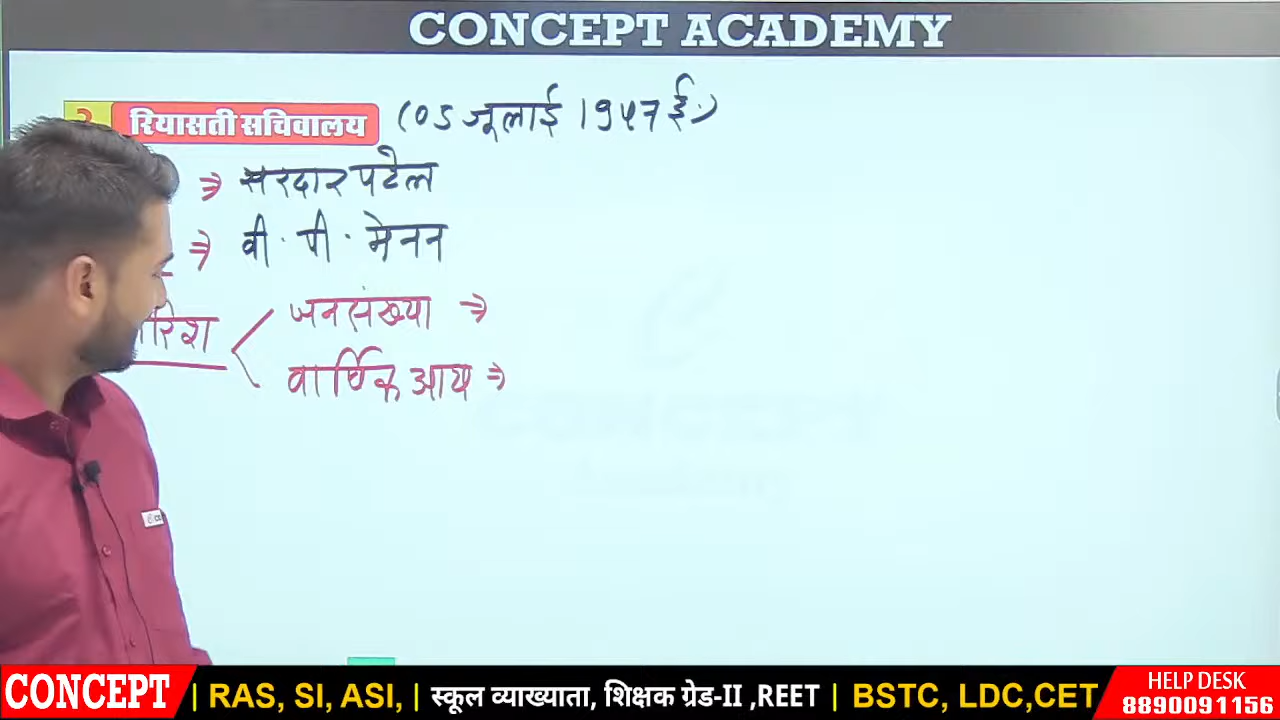 CONCEPT ACADEMY
रियासती सचिवालय (05 जूलाई 1947 ई.)
⇒ सरदार पटेल
⇒ वी. पी. मेनन
जनसंख्या ⇒
वार्षिक आय ⇒
CONCEPT
CONCEPT | RAS, SI, ASI, | स्कूल व्याख्याता, शिक्षक ग्रेड-II ,REET | BSTC, LDC,CET
HELP DESK
8890091156